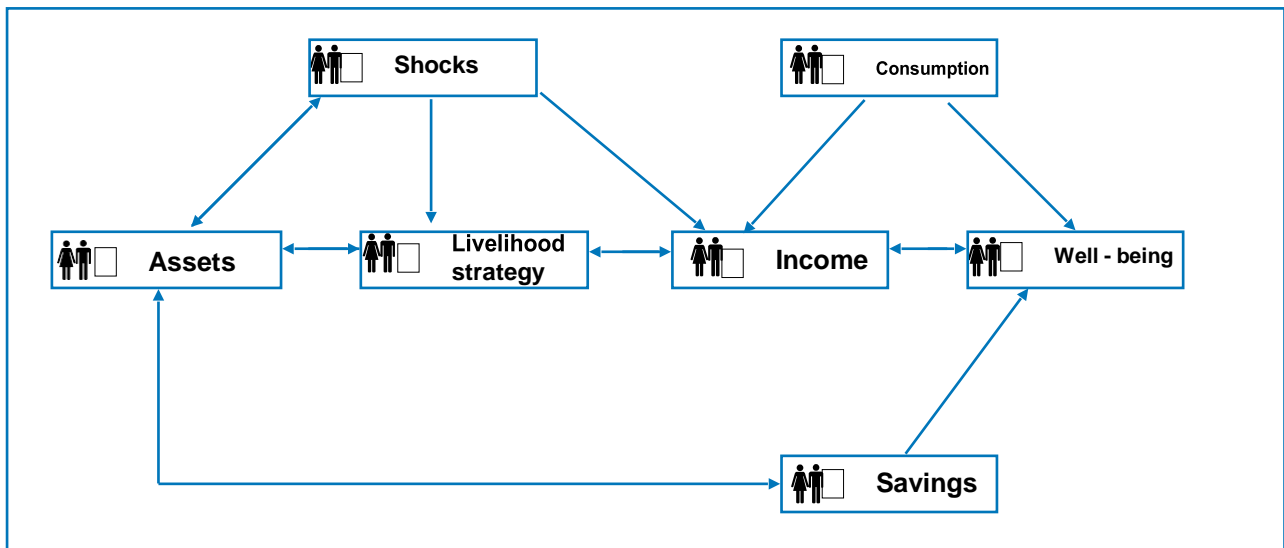 Shocks
Consumption
Assets
Livelihood
strategy
Income
Well - being
Savings